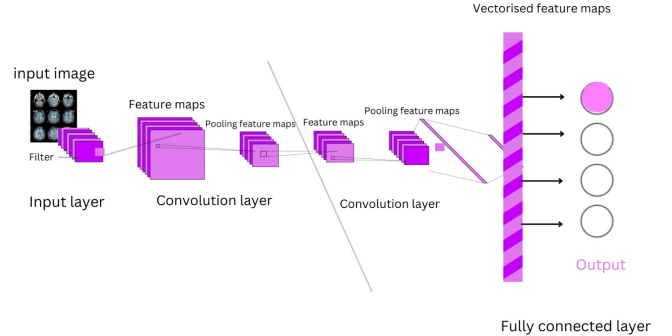 Vectorised feature maps
input image
Feature maps
Pooling feature maps
Feature maps
Pooling feature maps
Filter
Input layer
Convolution layer
Convolution layer
Output
Fully connected layer